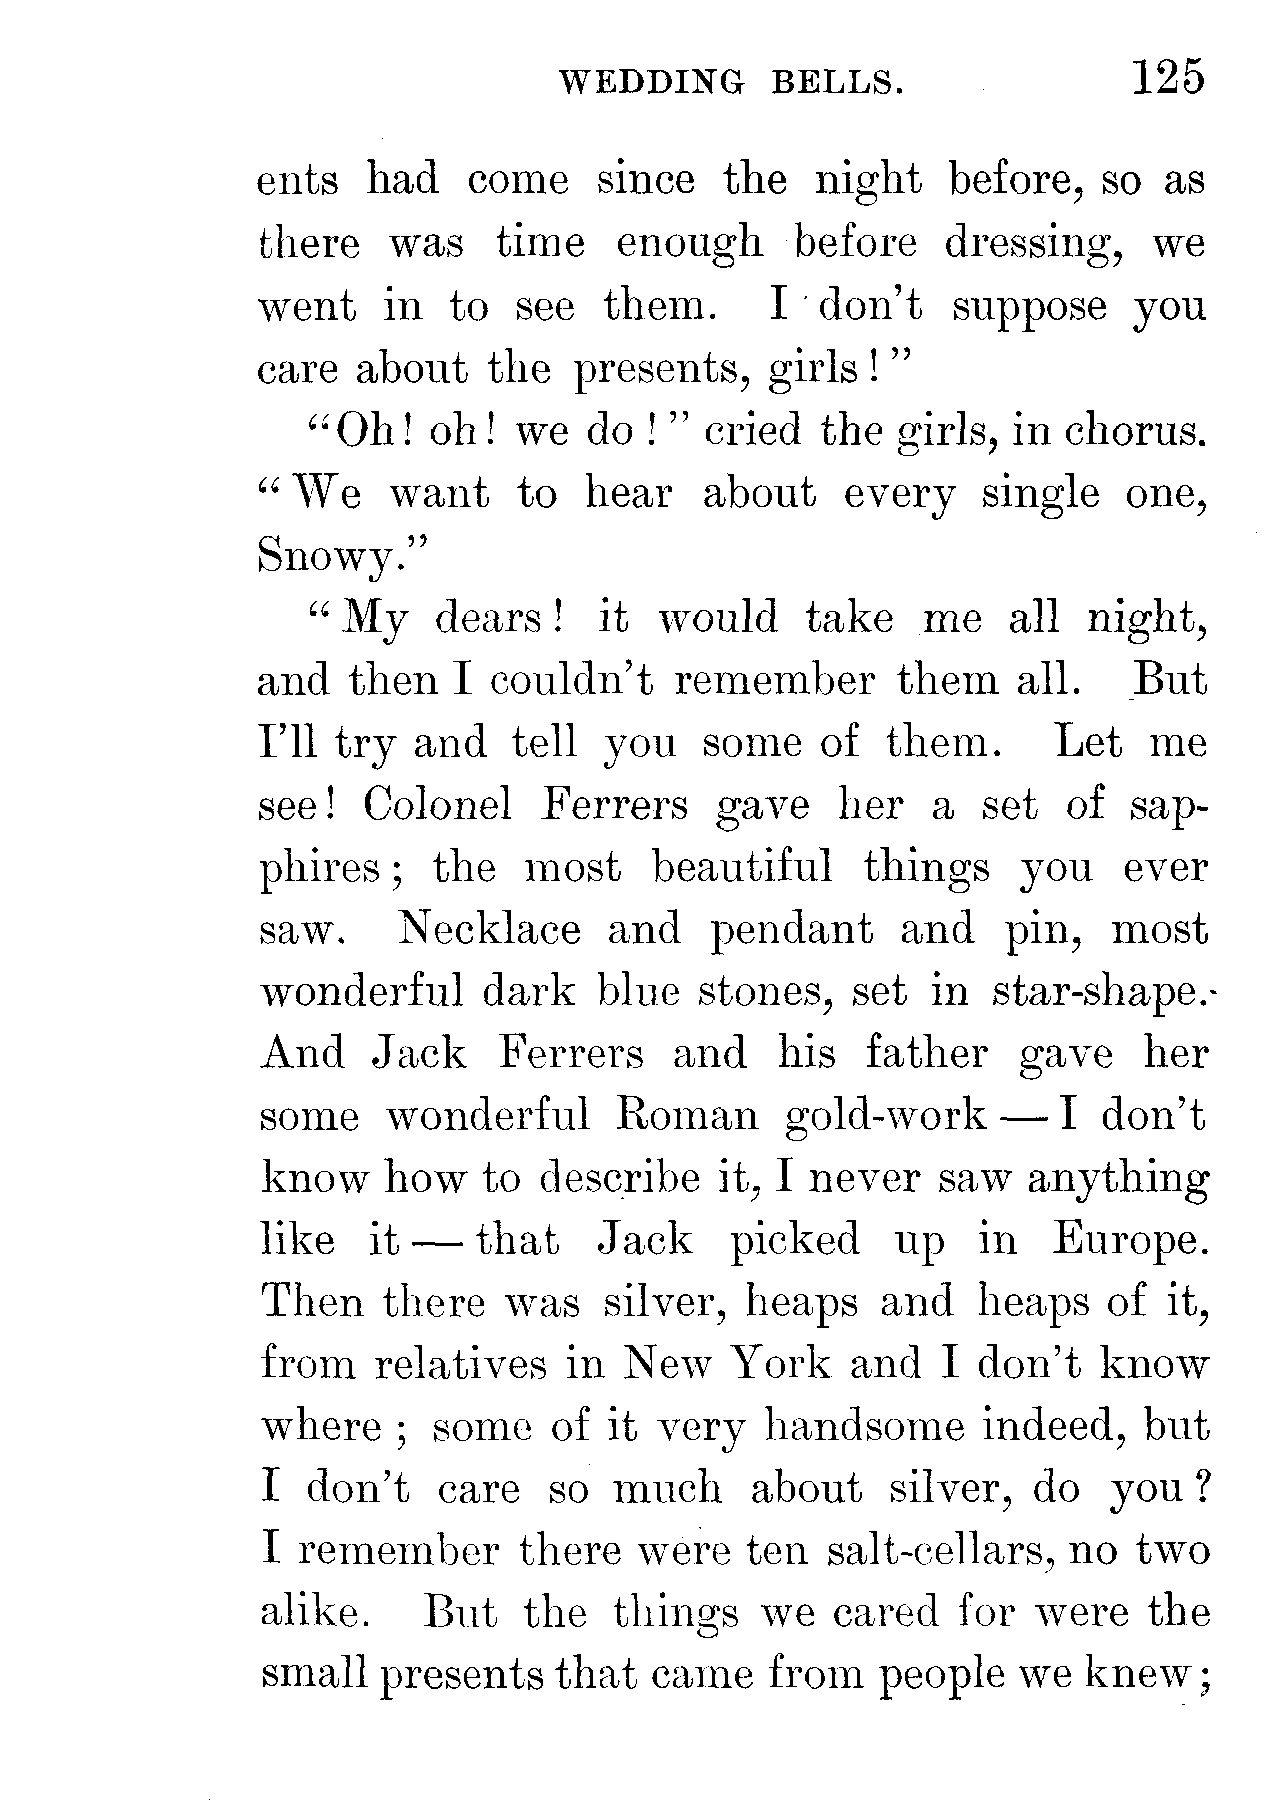 WEDDING BELLS. 125
ents had come since the night before, so as
there was time enough before dressing, we
went in to see them. I don't suppose you
care about the presents, girls!"
"Oh! oh! we do!" cried the girls, in chorus.
"We want to hear about every single one,
Snowy."
"My dears! it would take me all night,
and then I couldn't remember them all. But
I'll try and tell you some of them. Let me
see! Colonel Ferrers gave her a set of sap-
phires; the most beautiful things you ever
saw. Necklace and pendant and pin, most
wonderful dark blue stones, set in star-shape.
And Jack Ferrers and his father gave her
some wonderful Roman gold-work — I don't
know how to describe it, I never saw anything
like it — that Jack picked up in Europe.
Then there was silver, heaps and heaps of it,
from relatives in New York and I don't know
where; some of it very handsome indeed, but
I don't care so much about silver, do you?
I remember there were ten salt-cellars, no two
alike. But the things we cared for were the
small presents that came from people we knew;